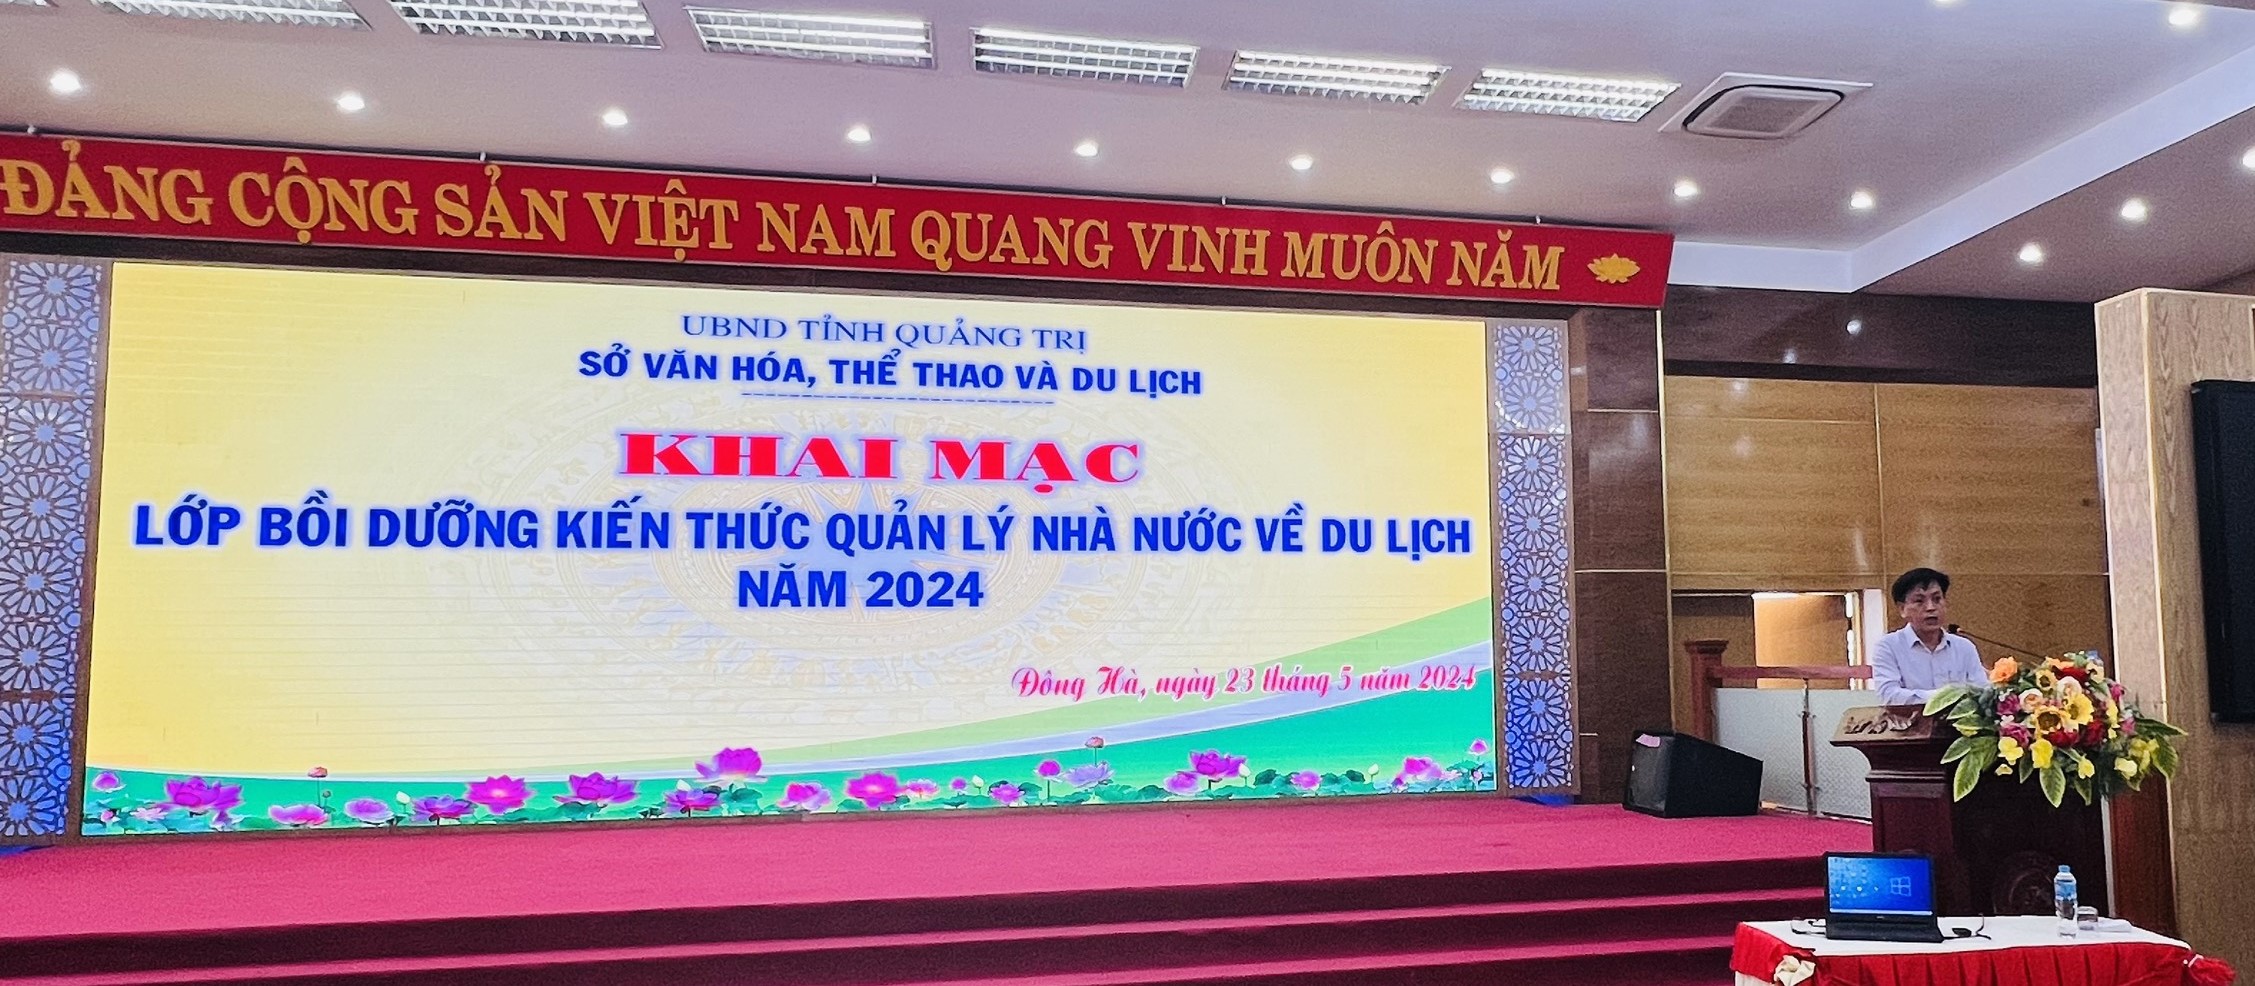 ĐẢNG CỘNG SẢN VIỆT NAM QUANG VINH MUÔN NĂM
UBND TỈNH QUẢNG TRỊ
SỞ VĂN HÓA, THỂ THAO VÀ DU LỊCH
KHAI MẠC
LỚP BỒI DƯỠNG KIẾN THỨC QUẢN LÝ NHÀ NƯỚC VỀ DU LỊCH
NĂM 2024
Đông Hà, ngày 23 tháng 5 năm 2024